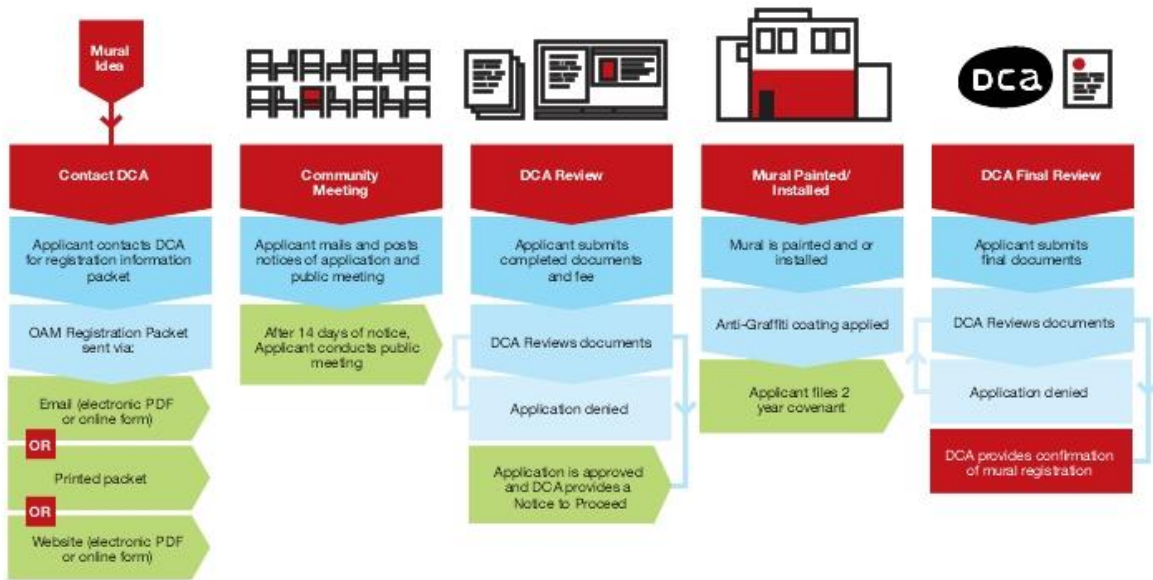 Mural
Idea
DCA
Contact DCA
Applicant contacts DCA
for registration information
packet
OAM Registration Packet
sent via:
Email (electronic PDF
or online form)
OR
Printed packet
OR
Website (electronic PDF
or online form)
Community
Meeting
Applicant mails and posts
notices of application and
public meeting
After 14 days of notice,
Applicant conducts public
meeting
DCA Review
Applicant submits
completed documents
and fee
DCA Reviews documents
Application denied
Application is approved
and DCA provides a
Notice to Proceed
Mural Painted/
Installed
Mural is painted and or
installed
Anti-Graffiti coating applied
Applicant files 2
year covenant
DCA Final Review
Applicant submits
final documents
DCA Reviews documents
Application denied
DCA provides confirmation
of mural registration